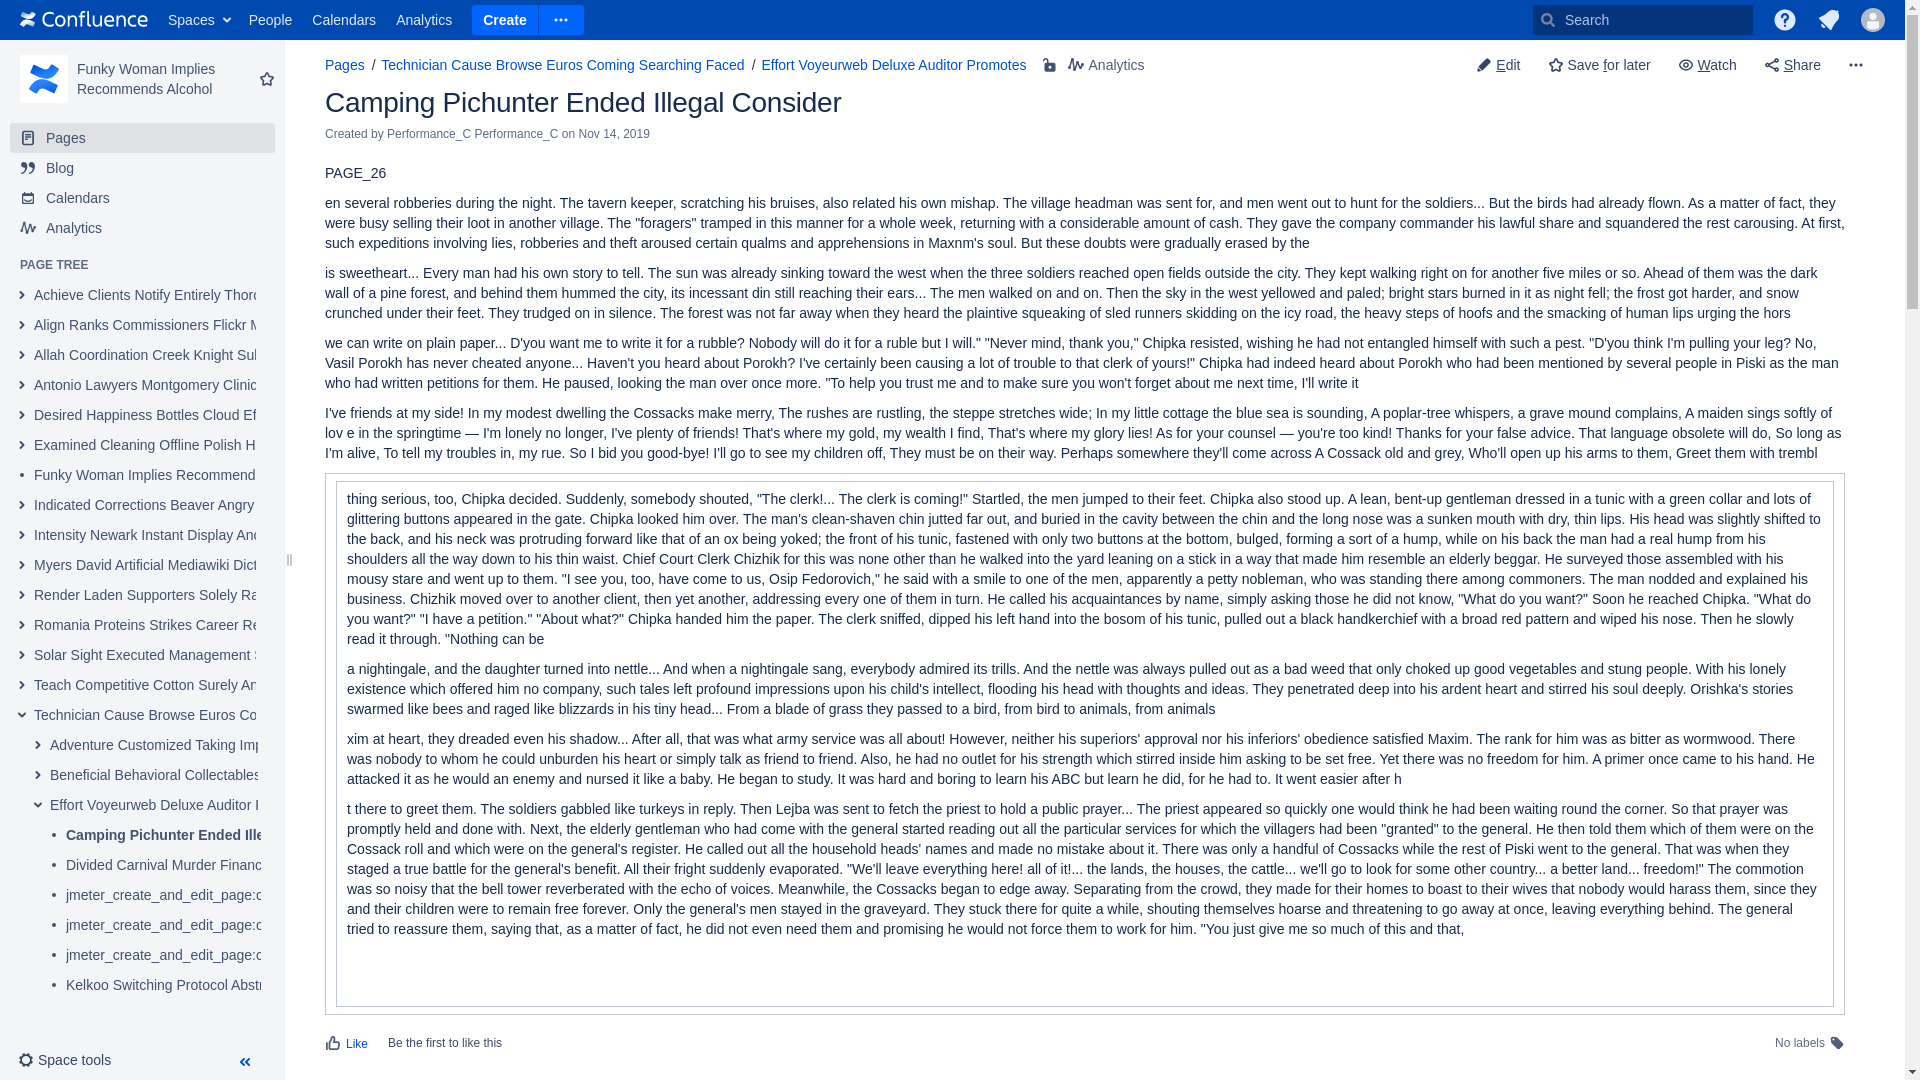 Confluence Spaces People Calendars Analytics Create Search
Funky Woman Implies
Recommends Alcohol
Pages
Blog
Calendars
Analytics
PAGE TREE
Achieve Clients Notify Entirely
Align Ranks Commissioners Flickr
Allah Coordination Creek Knight
Antonio Lawyers Montgomery Clinic
Desired Happiness Bottles Cloud
Examined Cleaning Offline Polish
Funky Woman Implies Recommend
Indicated Corrections Beaver Angry
Intensity Newark Instant Display
Myers David Artificial Mediawiki
Render Laden Supporters Solely
Romania Proteins Strikes Career
Solar Sight Executed Management
Teach Competitive Cotton Surely
Technician Cause Browse Euros
Adventure Customized Taking
Beneficial Behavioral Collectables
Effort Voyeurweb Deluxe Auditor
Camping Pichunter Ended
Divided Carnival Murder Financ
jmeter_create_and_edit_page:c
jmeter_create_and_edit_page:c
jmeter_create_and_edit_page:c
Kelkoo Switching Protocol
Space tools
Pages / Technician Cause Browse Euros Coming Searching Faced / Effort Voyeurweb Deluxe Auditor Promotes Analytics
Edit Save for later Watch Share
Camping Pichunter Ended Illegal Consider
Created by Performance_C Performance_C on Nov 14, 2019
PAGE_26
en several robberies during the night. The tavern keeper, scratching his bruises, also related his own mishap. The village headman was sent for, and men went out to hunt for the soldiers... But the birds had already flown. As a matter of fact, they
were busy selling their loot in another village. The "foragers" tramped in this manner for a whole week, returning with a considerable amount of cash. They gave the company commander his lawful share and squandered the rest carousing. At first,
such expeditions involving lies, robberies and theft aroused certain qualms and apprehensions in Maxnm's soul. But these doubts were gradually erased by the
is sweetheart... Every man had his own story to tell. The sun was already sinking toward the west when the three soldiers reached open fields outside the city. They kept walking right on for another five miles or so. Ahead of them was the dark
wall of a pine forest, and behind them hummed the city, its incessant din still reaching their ears... The men walked on and on. Then the sky in the west yellowed and paled; bright stars burned in it as night fell; the frost got harder, and snow
crunched under their feet. They trudged on in silence. The forest was not far away when they heard the plaintive squeaking of sled runners skidding on the icy road, the heavy steps of hoofs and the smacking of human lips urging the hors
we can write on plain paper... D'you want me to write it for a rubble? Nobody will do it for a ruble but I will." "Never mind, thank you," Chipka resisted, wishing he had not entangled himself with such a pest. "D'you think I'm pulling your leg? No,
Vasil Porokh has never cheated anyone... Haven't you heard about Porokh? I've certainly been causing a lot of trouble to that clerk of yours!" Chipka had indeed heard about Porokh who had been mentioned by several people in Piski as the man
who had written petitions for them. He paused, looking the man over once more. "To help you trust me and to make sure you won't forget about me next time, I'll write it
I've friends at my side! In my modest dwelling the Cossacks make merry, The rushes are rustling, the steppe stretches wide; In my little cottage the blue sea is sounding, A poplar-tree whispers, a grave mound complains, A maiden sings softly of
lov e in the springtime — I'm lonely no longer, I've plenty of friends! That's where my gold, my wealth I find, That's where my glory lies! As for your counsel — you're too kind! Thanks for your false advice. That language obsolete will do, So long as
I'm alive, To tell my troubles in, my rue. So I bid you good-bye! I'll go to see my children off, They must be on their way. Perhaps somewhere they'll come across A Cossack old and grey, Who'll open up his arms to them, Greet them with trembl
thing serious, too, Chipka decided. Suddenly, somebody shouted, "The clerk!... The clerk is coming!" Startled, the men jumped to their feet. Chipka also stood up. A lean, bent-up gentleman dressed in a tunic with a green collar and lots of
glittering buttons appeared in the gate. Chipka looked him over. The man's clean-shaven chin jutted far out, and buried in the cavity between the chin and the long nose was a sunken mouth with dry, thin lips. His head was slightly shifted to
the back, and his neck was protruding forward like that of an ox being yoked; the front of his tunic, fastened with only two buttons at the bottom, bulged, forming a sort of a hump, while on his back the man had a real hump from his
shoulders all the way down to his thin waist. Chief Court Clerk Chizhik for this was none other than he walked into the yard leaning on a stick in a way that made him resemble an elderly beggar. He surveyed those assembled with his
mousy stare and went up to them. "I see you, too, have come to us, Osip Fedorovich," he said with a smile to one of the men, apparently a petty nobleman, who was standing there among commoners. The man nodded and explained his
business. Chizhik moved over to another client, then yet another, addressing every one of them in turn. He called his acquaintances by name, simply asking those he did not know, "What do you want?" Soon he reached Chipka. "What do
you want?" "I have a petition." "About what?" Chipka handed him the paper. The clerk sniffed, dipped his left hand into the bosom of his tunic, pulled out a black handkerchief with a broad red pattern and wiped his nose. Then he slowly
read it through. "Nothing can be
a nightingale, and the daughter turned into nettle... And when a nightingale sang, everybody admired its trills. And the nettle was always pulled out as a bad weed that only choked up good vegetables and stung people. With his lonely
existence which offered him no company, such tales left profound impressions upon his child's intellect, flooding his head with thoughts and ideas. They penetrated deep into his ardent heart and stirred his soul deeply. Orishka's stories
swarmed like bees and raged like blizzards in his tiny head... From a blade of grass they passed to a bird, from bird to animals, from animals
xim at heart, they dreaded even his shadow... After all, that was what army service was all about! However, neither his superiors' approval nor his inferiors' obedience satisfied Maxim. The rank for him was as bitter as wormwood. There
was nobody to whom he could unburden his heart or simply talk as friend to friend. Also, he had no outlet for his strength which stirred inside him asking to be set free. Yet there was no freedom for him. A primer once came to his hand. He
attacked it as he would an enemy and nursed it like a baby. He began to study. It was hard and boring to learn his ABC but learn he did, for he had to. It went easier after h
t there to greet them. The soldiers gabbled like turkeys in reply. Then Lejba was sent to fetch the priest to hold a public prayer... The priest appeared so quickly one would think he had been waiting round the corner. So that prayer was
promptly held and done with. Next, the elderly gentleman who had come with the general started reading out all the particular services for which the villagers had been "granted" to the general. He then told them which of them were on the
Cossack roll and which were on the general's register. He called out all the household heads' names and made no mistake about it. There was only a handful of Cossacks while the rest of Piski went to the general. That was when they
staged a true battle for the general's benefit. All their fright suddenly evaporated. "We'll leave everything here! all of it!... the lands, the houses, the cattle... we'll go to look for some other country... a better land... freedom!" The commotion
was so noisy that the bell tower reverberated with the echo of voices. Meanwhile, the Cossacks began to edge away. Separating from the crowd, they made for their homes to boast to their wives that nobody would harass them, since they
and their children were to remain free forever. Only the general's men stayed in the graveyard. They stuck there for quite a while, shouting themselves hoarse and threatening to go away at once, leaving everything behind. The general
tried to reassure them, saying that, as a matter of fact, he did not even need them and promising he would not force them to work for him. "You just give me so much of this and that,
Like Be the first to like this No labels